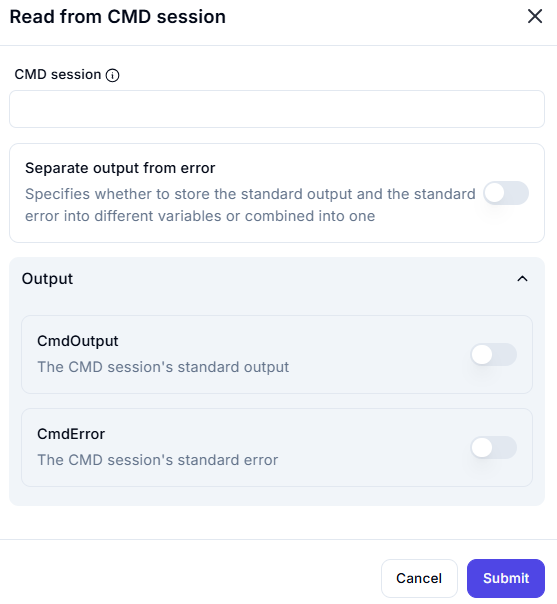 Read from CMD session
CMD session
Separate output from error
Specifies whether to store the standard output and the standard
error into different variables or combined into one
Output
CmdOutput
The CMD session's standard output
CmdError
The CMD session's standard error
Cancel
Submit